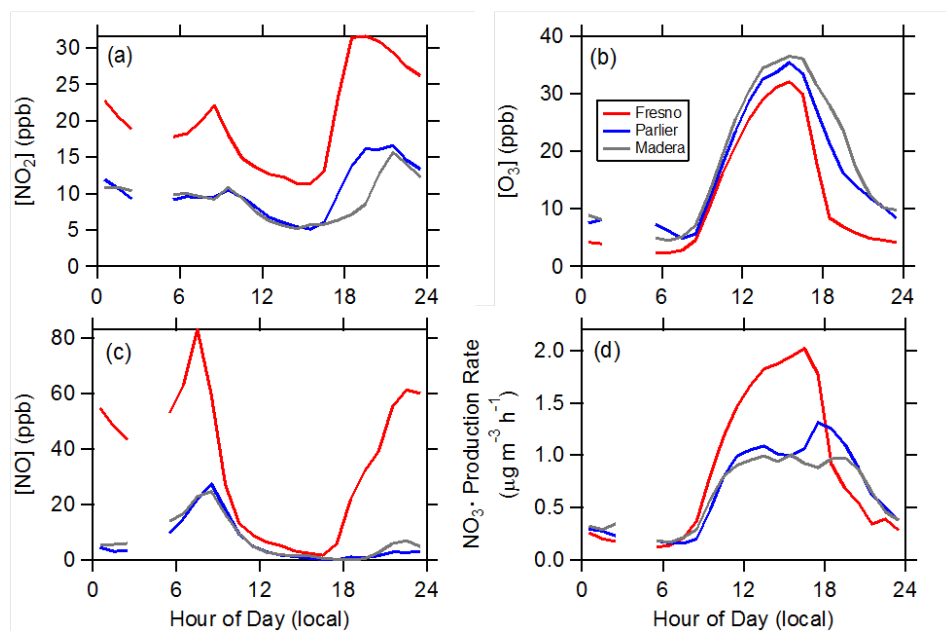 (a)
[NO₂] (ppb)
30
25
20
15
10
5
0
0 6 12 18 24
(b)
[O₃] (ppb)
40
30
20
10
0
Fresno
Parlier
Madera
0 6 12 18 24
(c)
[NO] (ppb)
80
60
40
20
0
0 6 12 18 24
Hour of Day (local)
(d)
NO₃- Production Rate
(μg m⁻³ h⁻¹)
2.0
1.5
1.0
0.5
0.0
0 6 12 18 24
Hour of Day (local)